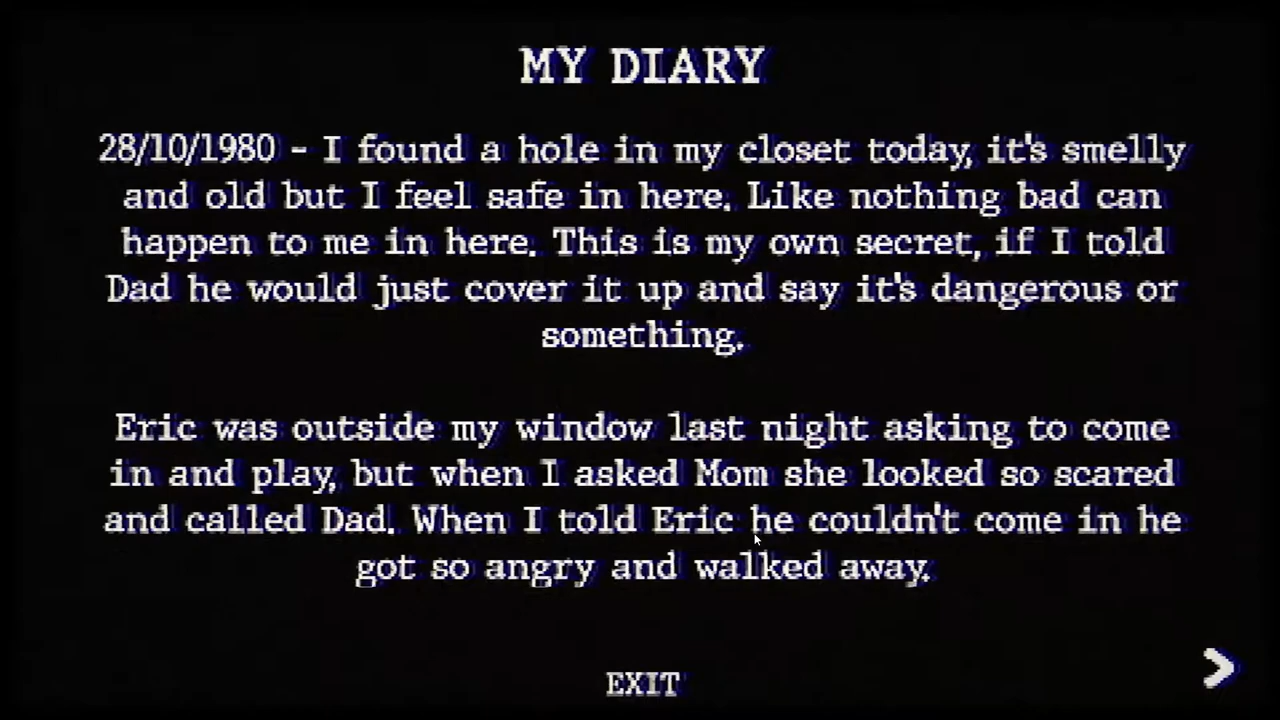 MY DIARY
28/10/1980 - I found a hole in my closet today, it's smelly
and old but I feel safe in here. Like nothing bad can
happen to me in here. This is my own secret, if I told
Dad he would just cover it up and say it's dangerous or
something.
Eric was outside my window last night asking to come
in and play, but when I asked Mom she looked so scared
and called Dad. When I told Eric he couldn't come in he
got so angry and walked away.
EXIT